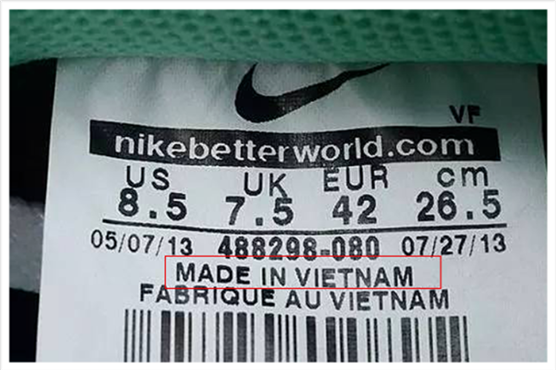 VF
nikebetterworld.com
US UK EUR cm
8.5 7.5 42 26.5
05/07/13 488298-080 07/27/13
MADE IN VIETNAM
FABRIQUE AU VIETNAM